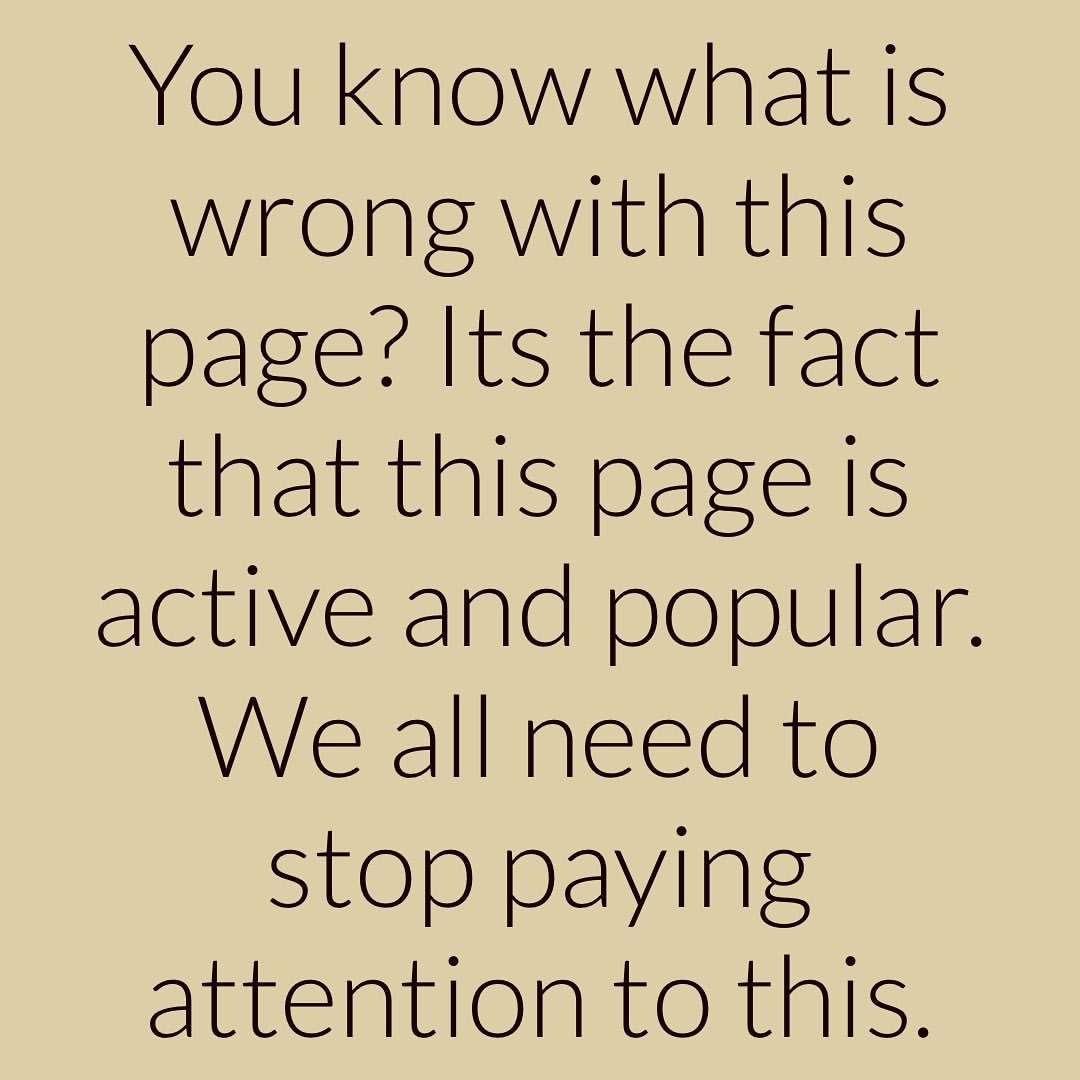 You know what is
wrong with this
page? Its the fact
that this page is
active and popular.
We all need to
stop paying
attention to this.